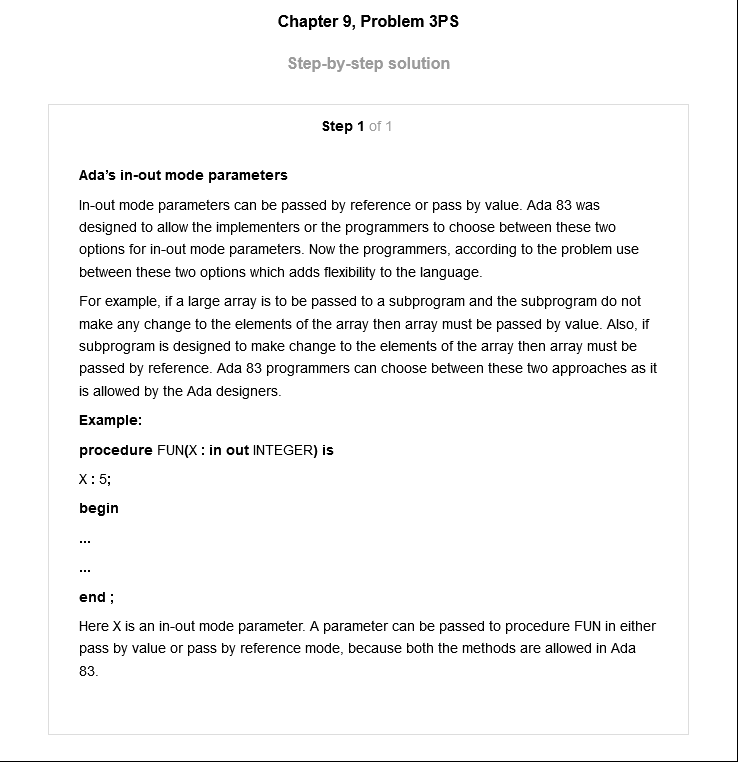 Chapter 9, Problem 3PS
Step-by-step solution
Step 1 of 1
Ada's in-out mode parameters
In-out mode parameters can be passed by reference or pass by value. Ada 83 was
designed to allow the implementers or the programmers to choose between these two
options for in-out mode parameters. Now the programmers, according to the problem use
between these two options which adds flexibility to the language.
For example, if a large array is to be passed to a subprogram and the subprogram do not
make any change to the elements of the array then array must be passed by value. Also, if
subprogram is designed to make change to the elements of the array then array must be
passed by reference. Ada 83 programmers can choose between these two approaches as it
is allowed by the Ada designers.
Example:
procedure FUN(X : in out INTEGER) is
X : 5;
begin
...
...
end ;
Here X is an in-out mode parameter. A parameter can be passed to procedure FUN in either
pass by value or pass by reference mode, because both the methods are allowed in Ada
83.